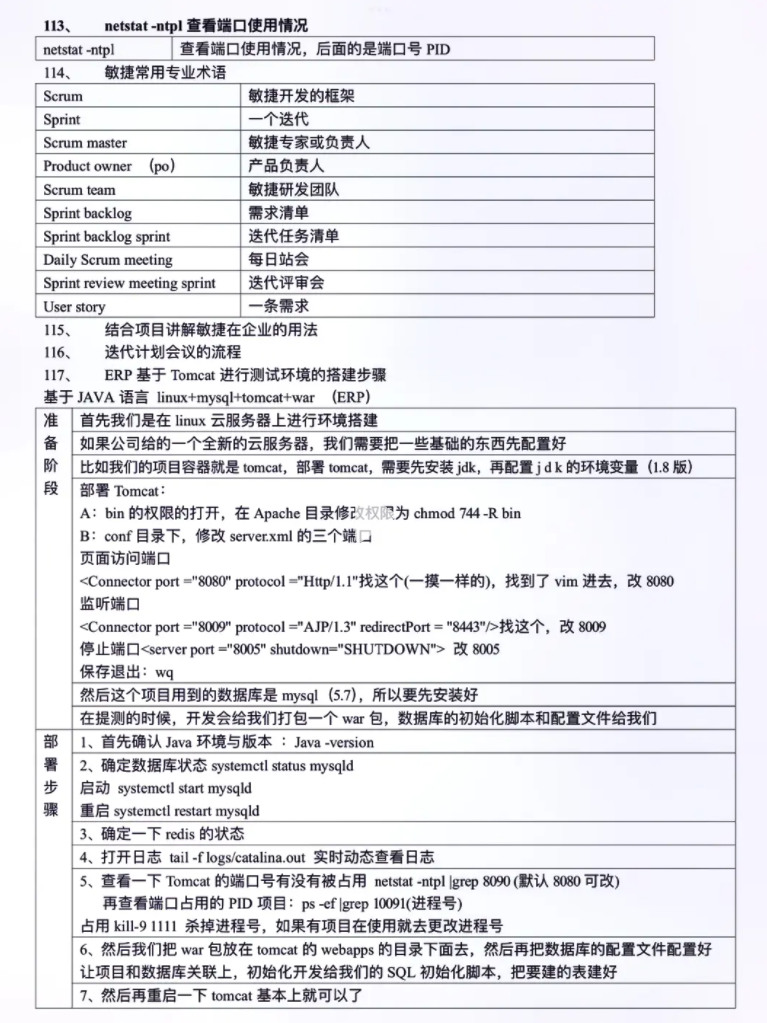 113、 netstat -ntpl 查看端口使用情况
netstat -ntpl 查看端口使用情况，后面的是端口号 PID
114、 敏捷常用专业术语
Scrum 敏捷开发的框架
Sprint 一个迭代
Scrum master 敏捷专家或负责人
Product owner （po） 产品负责人
Scrum team 敏捷研发团队
Sprint backlog 需求清单
Sprint backlog sprint 迭代任务清单
Daily Scrum meeting 每日站会
Sprint review meeting sprint 迭代评审会
User story 一条需求
115、 结合项目讲解敏捷在企业的用法
116、 迭代计划会议的流程
117、 ERP 基于 Tomcat 进行测试环境的搭建步骤
基于 JAVA 语言 linux+mysql+tomcat+war （ERP）
准备阶段
首先我们是在 linux 云服务器上进行环境搭建
如果公司给的一个全新的云服务器，我们需要把一些基础的东西先配置好
比如我们的项目容器就是 tomcat，部署 tomcat，需要先安装 jdk，再配置 j d k 的环境变量（1.8 版）
部署 Tomcat：
A：bin 的权限的打开，在 Apache 目录修改权限为 chmod 744 -R bin
B：conf 目录下，修改 server.xml 的三个端口
页面访问端口
<Connector port ="8080" protocol ="Http/1.1"找这个(一摸一样的)，找到了 vim 进去，改 8080
监听端口
<Connector port ="8009" protocol ="AJP/1.3" redirectPort = "8443"/>找这个，改 8009
停止端口<server port ="8005" shutdown="SHUTDOWN"> 改 8005
保存退出：wq
然后这个项目用到的数据库是 mysql（5.7），所以要先安装好
在提测的时候，开发会给我们打包一个 war 包，数据库的初始化脚本和配置文件给我们
部署步骤
1、首先确认 Java 环境与版本 ：Java -version
2、确定数据库状态 systemctl status mysqld
启动 systemctl start mysqld
重启 systemctl restart mysqld
3、确定一下 redis 的状态
4、打开日志 tail -f logs/catalina.out 实时动态查看日志
5、查看一下 Tomcat 的端口号有没有被占用 netstat -ntpl |grep 8090 (默认 8080 可改)
再查看端口占用的 PID 项目：ps -ef |grep 10091(进程号)
占用 kill-9 1111 杀掉进程号，如果有项目在使用就去更改进程号
6、然后我们把 war 包放在 tomcat 的 webapps 的目录下面去，然后再把数据库的配置文件配置好
让项目和数据库关联上，初始化开发给我们的 SQL 初始化脚本，把要建的表建好
7、然后再重启一下 tomcat 基本上就可以了